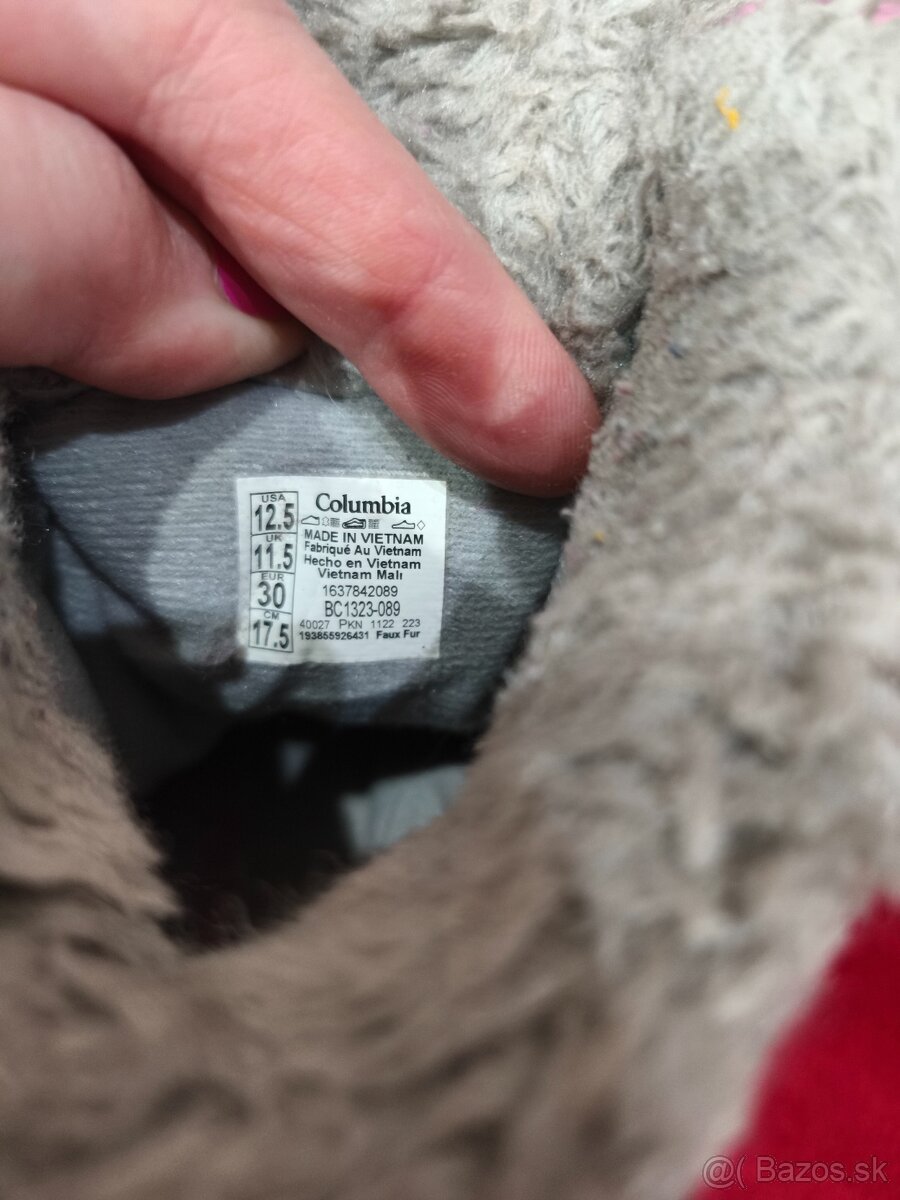 USA
12.5
UK
11.5
EUR
30
CM
17.5
Columbia
MADE IN VIETNAM
Fabriqué Au Vietnam
Hecho en Vietnam
Vietnam Malı
1637842089
BC1323-089
40027 PKN 1122 223
193855926431 Faux Fur
@( Bazos.sk